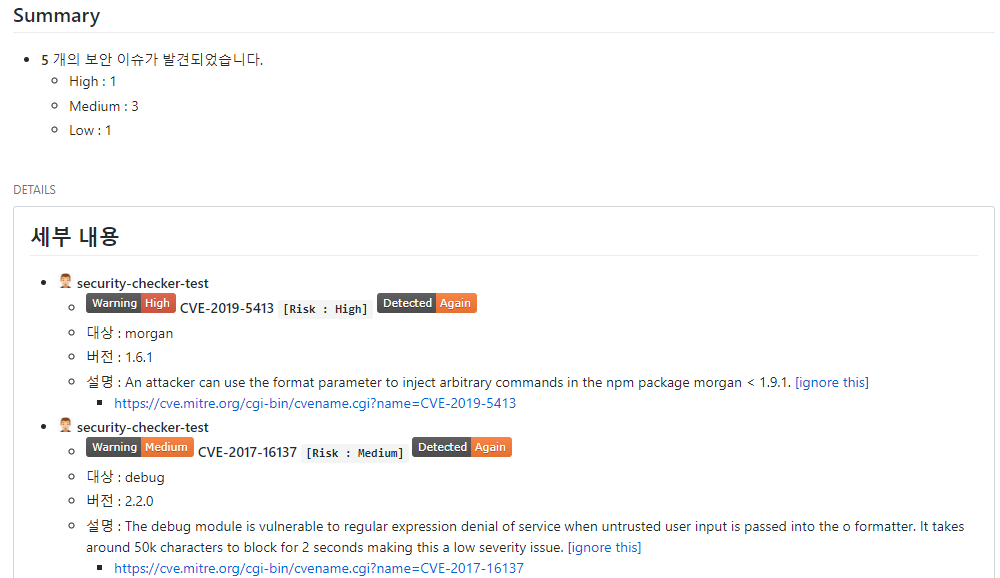 Summary
5 개의 보안 이슈가 발견되었습니다.
High : 1
Medium : 3
Low : 1
DETAILS
세부 내용
security-checker-test
Warning High CVE-2019-5413 [Risk : High] Detected Again
대상 : morgan
버전 : 1.6.1
설명 : An attacker can use the format parameter to inject arbitrary commands in the npm package morgan < 1.9.1. [ignore this]
https://cve.mitre.org/cgi-bin/cvename.cgi?name=CVE-2019-5413
security-checker-test
Warning Medium CVE-2017-16137 [Risk : Medium] Detected Again
대상 : debug
버전 : 2.2.0
설명 : The debug module is vulnerable to regular expression denial of service when untrusted user input is passed into the o formatter. It takes
around 50k characters to block for 2 seconds making this a low severity issue. [ignore this]
https://cve.mitre.org/cgi-bin/cvename.cgi?name=CVE-2017-16137